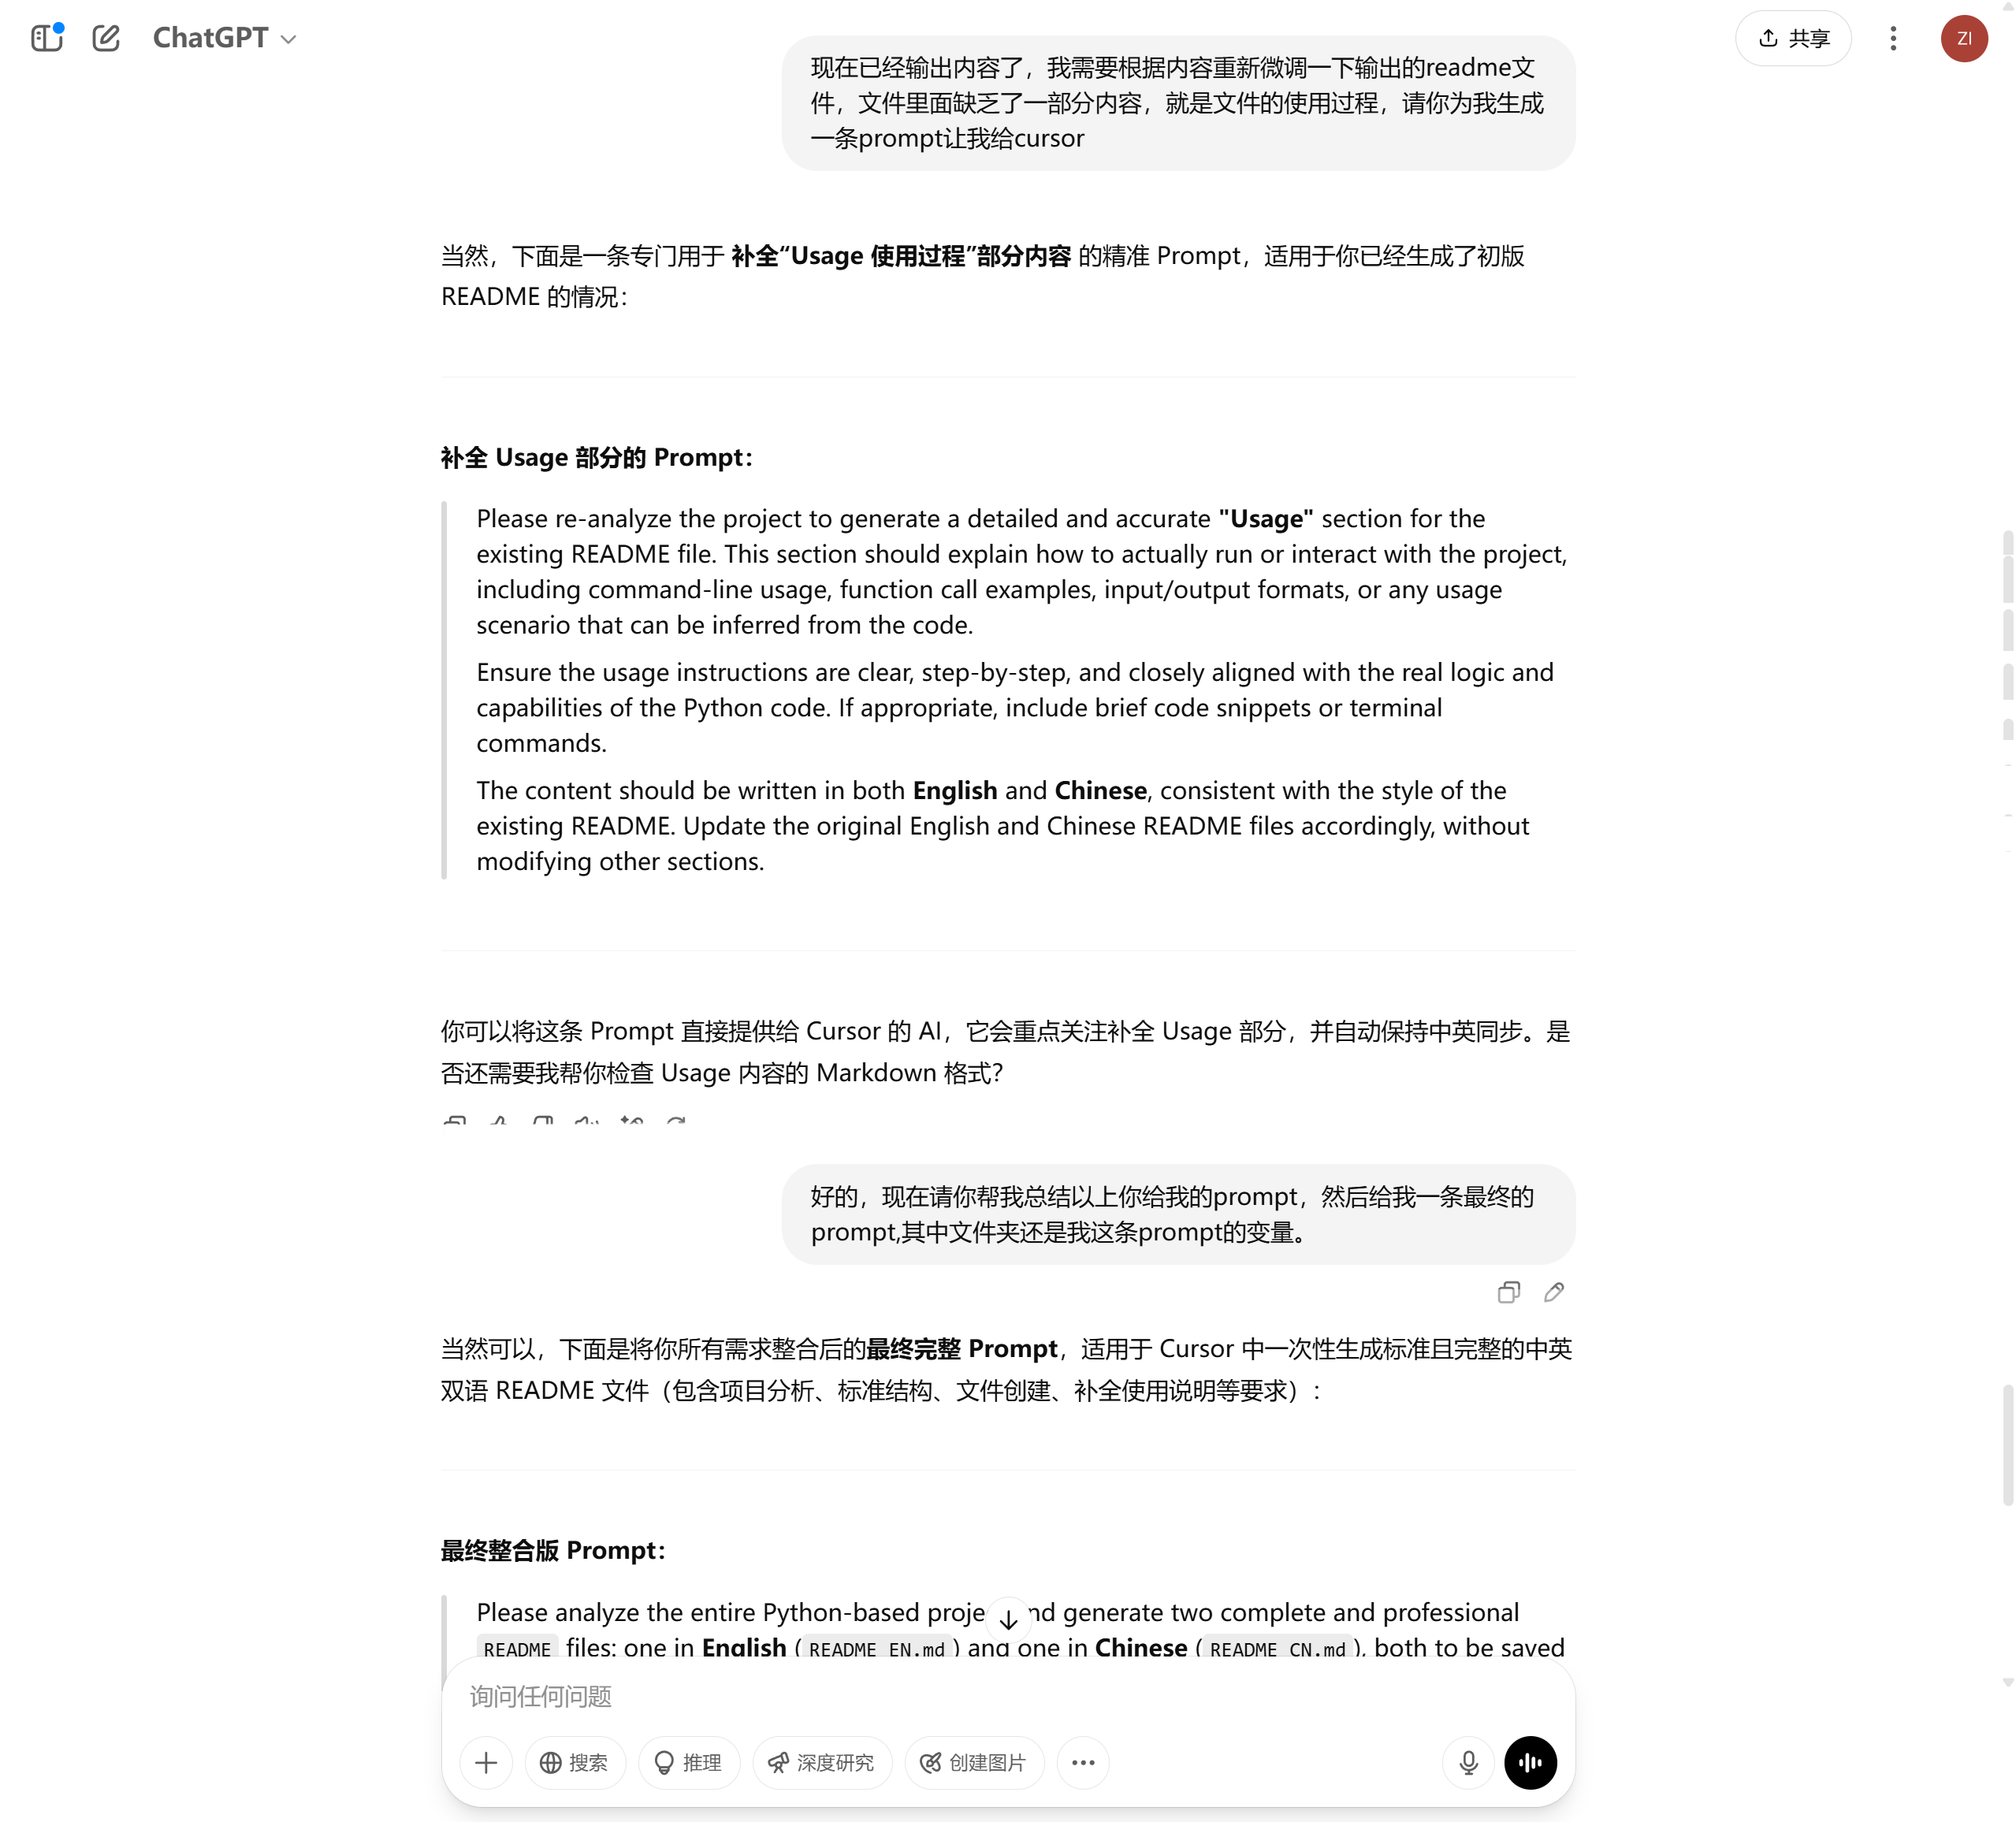 ChatGPT
共享
ZI
现在已经输出内容了，我需要根据内容重新微调一下输出的readme文
件，文件里面缺乏了一部分内容，就是文件的使用过程，请你为我生成
一条prompt让我给cursor
当然，下面是一条专门用于 补全“Usage 使用过程”部分内容 的精准 Prompt，适用于你已经生成了初版
README 的情况：
补全 Usage 部分的 Prompt：
Please re-analyze the project to generate a detailed and accurate "Usage" section for the
existing README file. This section should explain how to actually run or interact with the project,
including command-line usage, function call examples, input/output formats, or any usage
scenario that can be inferred from the code.
Ensure the usage instructions are clear, step-by-step, and closely aligned with the real logic and
capabilities of the Python code. If appropriate, include brief code snippets or terminal
commands.
The content should be written in both English and Chinese, consistent with the style of the
existing README. Update the original English and Chinese README files accordingly, without
modifying other sections.
你可以将这条 Prompt 直接提供给 Cursor 的 AI，它会重点关注补全 Usage 部分，并自动保持中英同步。是
否还需要我帮你检查 Usage 内容的 Markdown 格式？
好的，现在请你帮我总结以上你给我的prompt，然后给我一条最终的
prompt,其中文件夹还是我这条prompt的变量。
当然可以，下面是将你所有需求整合后的最终完整 Prompt，适用于 Cursor 中一次性生成标准且完整的中英
双语 README 文件（包含项目分析、标准结构、文件创建、补全使用说明等要求）：
最终整合版 Prompt：
Please analyze the entire Python-based proje nd generate two complete and professional
README files: one in English (README_EN.md) and one in Chinese (README_CN.md), both to be saved
询问任何问题
搜索 推理 深度研究 创建图片